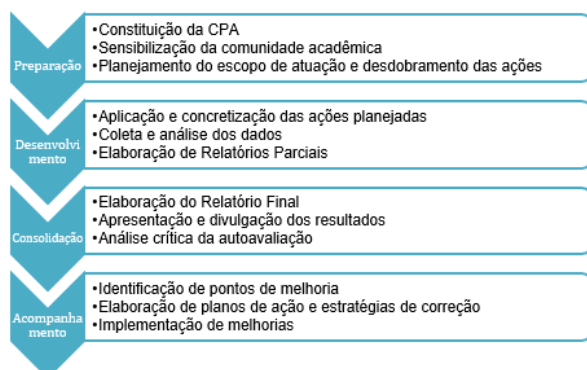 Preparação
•Constituição da CPA
•Sensibilização da comunidade acadêmica
•Planejamento do escopo de atuação e desdobramento das ações
Desenvolvi
mento
•Aplicação e concretização das ações planejadas
•Coleta e análise dos dados
•Elaboração de Relatórios Parciais
Consolidação
•Elaboração do Relatório Final
•Apresentação e divulgação dos resultados
•Análise crítica da autoavaliação
Acompanha
mento
•Identificação de pontos de melhoria
•Elaboração de planos de ação e estratégias de correção
•Implementação de melhorias